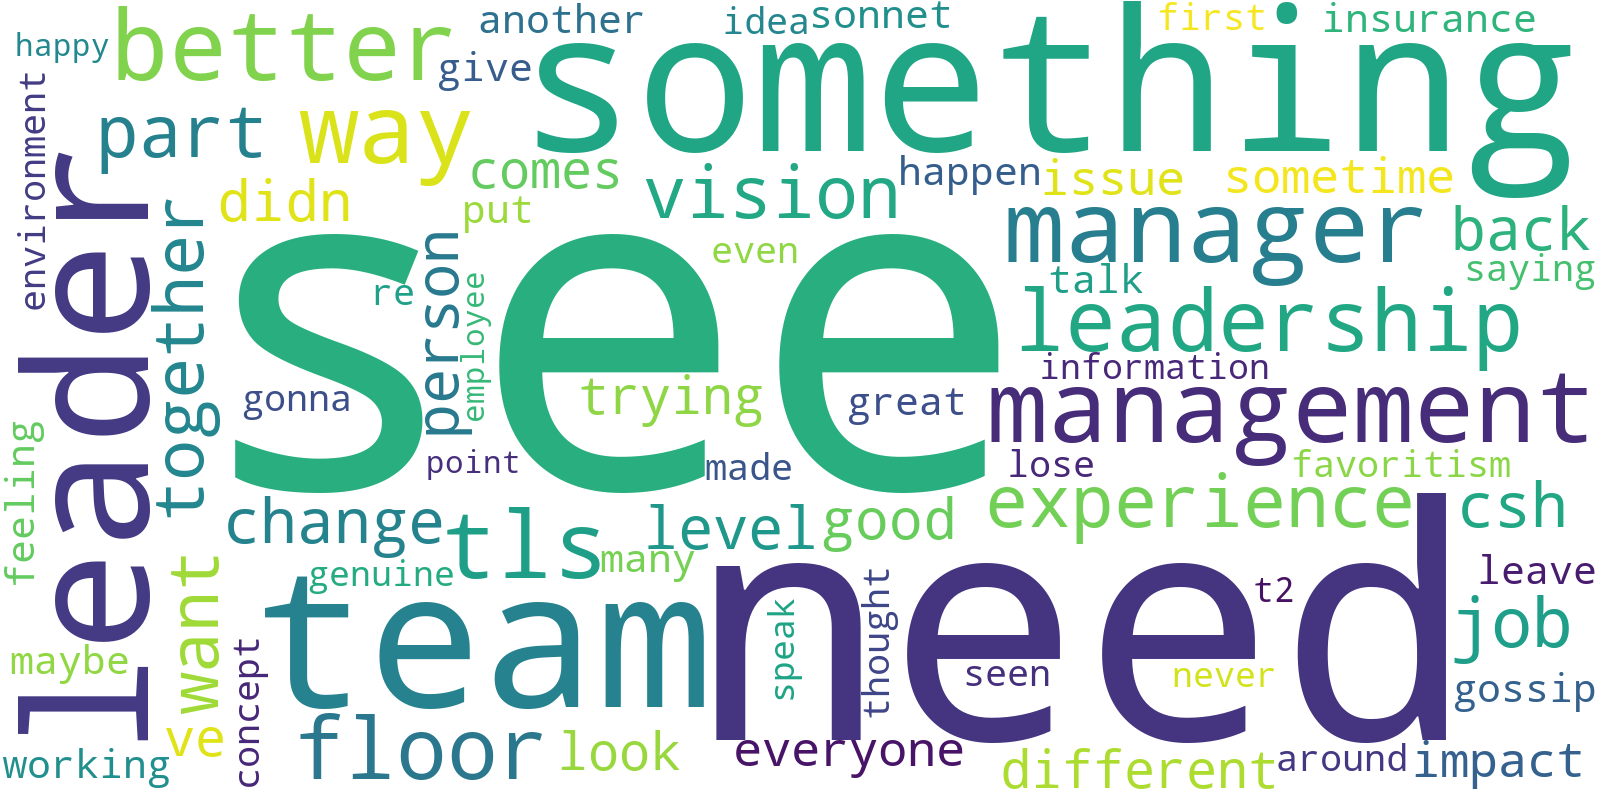 happy
better
another
give
idea
sonnet
something
first
insurance
environment
part
way
didn
comes
put
vision
happen
issue
sometime
manager
back
saying
even
talk
leader
together
see
re
person
employee
leadership
information
gonna
trying
great
management
feeling
point
made
lose
favoritism
change
tls
level
good
experience
csh
genuine
many
want
team
need
t2
leave
job
speak
thought
seen
never
gossip
maybe
ve
concept
working
floor
look
everyone
different
around
impact